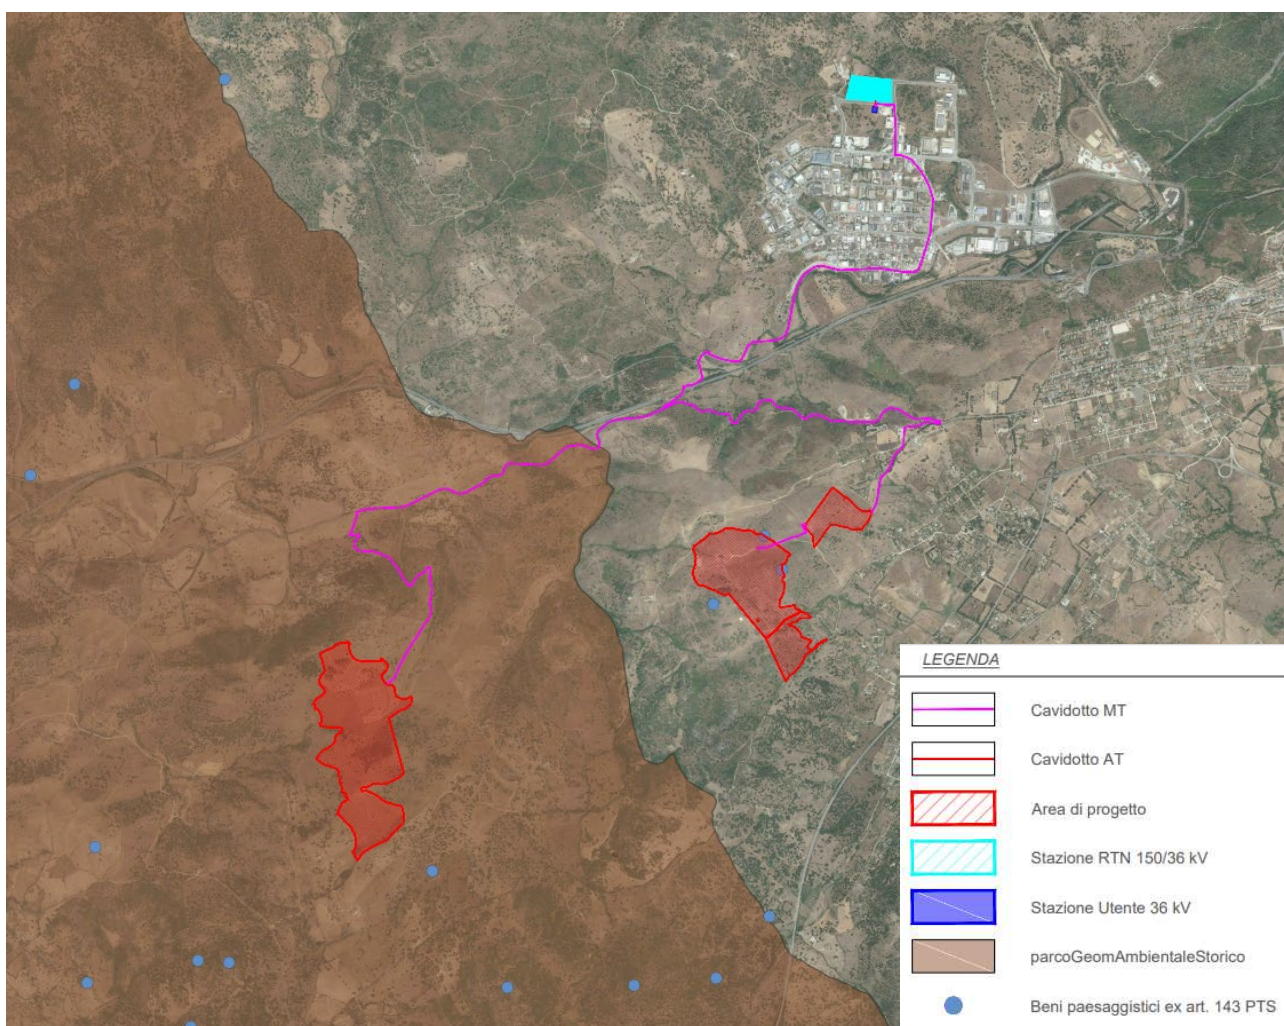 LEGENDA
Cavidotto MT
Cavidotto AT
Area di progetto
Stazione RTN 150/36 kV
Stazione Utente 36 kV
parcoGeomAmbientaleStorico
Beni paesaggistici ex art. 143 PTS